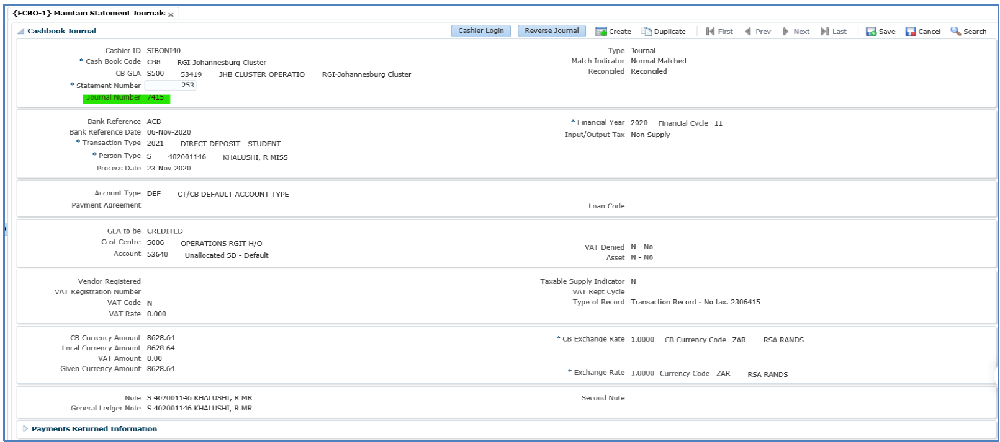 {FCBO-1} Maintain Statement Journals ×
Cashbook Journal Cashier Login Reverse Journal Create Duplicate First Prev Next Last Save Cancel Search
Cashier ID SIBONI40 Type Journal
* Cash Book Code CB8 RGI-Johannesburg Cluster Match Indicator Normal Matched
CB GLA S500 53419 JHB CLUSTER OPERATIO RGI-Johannesburg Cluster Reconciled Reconciled
* Statement Number 253
Journal Number 7415
Bank Reference ACB * Financial Year 2020 Financial Cycle 11
Bank Reference Date 06-Nov-2020 Input/Output Tax Non-Supply
* Transaction Type 2021 DIRECT DEPOSIT - STUDENT
* Person Type S 402001146 KHALUSHI, R MISS
Process Date 23-Nov-2020
Account Type DEF CT/CB DEFAULT ACCOUNT TYPE
Payment Agreement Loan Code
GLA to be CREDITED
Cost Centre S006 OPERATIONS RGIT H/O VAT Denied N - No
Account 53640 Unallocated SD - Default Asset N - No
Vendor Registered Taxable Supply Indicator N
VAT Registration Number VAT Rept Cycle
VAT Code N Type of Record Transaction Record - No tax. 2306415
VAT Rate 0.000
CB Currency Amount 8628.64 * CB Exchange Rate 1.0000 CB Currency Code ZAR RSA RANDS
Local Currency Amount 8628.64
VAT Amount 0.00
Given Currency Amount 8628.64 * Exchange Rate 1.0000 Currency Code ZAR RSA RANDS
Note S 402001146 KHALUSHI, R MR Second Note
General Ledger Note S 402001146 KHALUSHI, R MR
Payments Returned Information